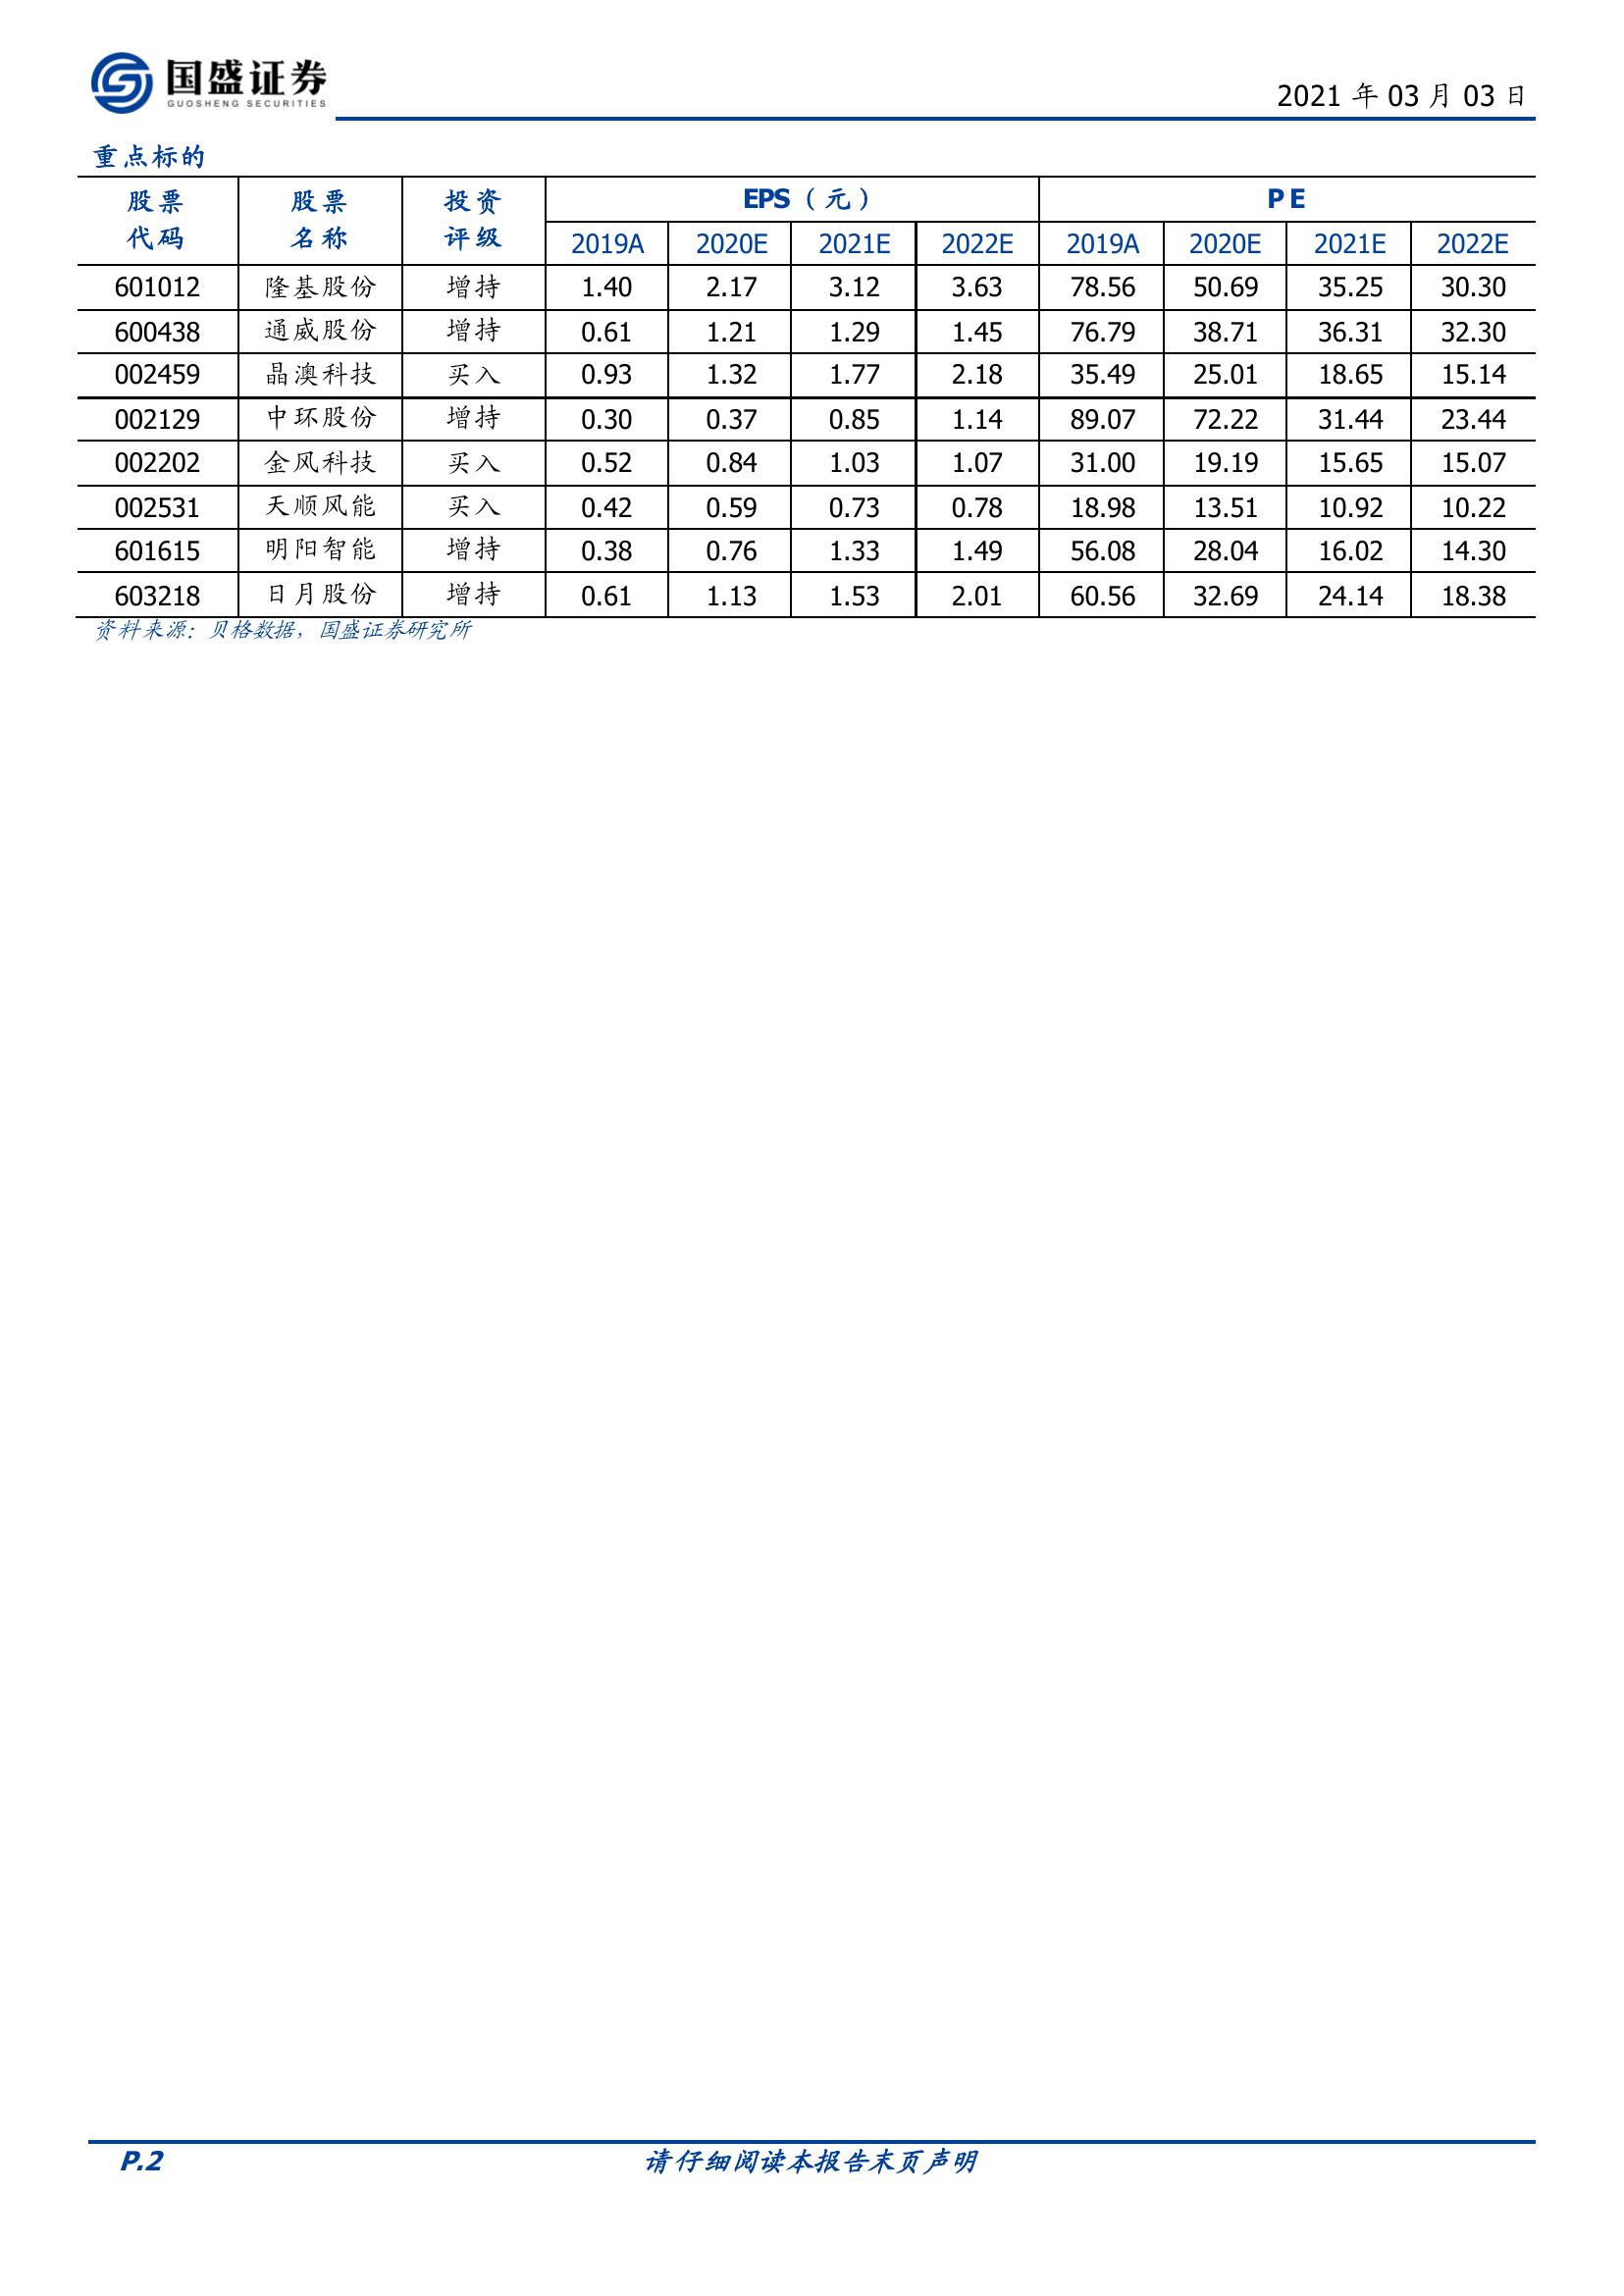 国盛证券
GUOSHENG SECURITIES
2021 年 03 月 03 日
重点标的
股票代码 股票名称 投资评级 EPS（元） P E
2019A 2020E 2021E 2022E 2019A 2020E 2021E 2022E
601012 隆基股份 增持 1.40 2.17 3.12 3.63 78.56 50.69 35.25 30.30
600438 通威股份 增持 0.61 1.21 1.29 1.45 76.79 38.71 36.31 32.30
002459 晶澳科技 买入 0.93 1.32 1.77 2.18 35.49 25.01 18.65 15.14
002129 中环股份 增持 0.30 0.37 0.85 1.14 89.07 72.22 31.44 23.44
002202 金风科技 买入 0.52 0.84 1.03 1.07 31.00 19.19 15.65 15.07
002531 天顺风能 买入 0.42 0.59 0.73 0.78 18.98 13.51 10.92 10.22
601615 明阳智能 增持 0.38 0.76 1.33 1.49 56.08 28.04 16.02 14.30
603218 日月股份 增持 0.61 1.13 1.53 2.01 60.56 32.69 24.14 18.38
资料来源：贝格数据，国盛证券研究所
P.2 请仔细阅读本报告末页声明